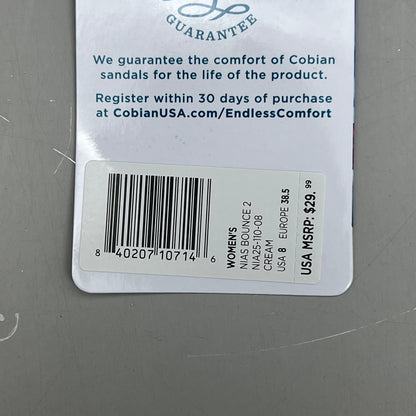 GUARANTEE
We guarantee the comfort of Cobian
sandals for the life of the product.
Register within 30 days of purchase
at CobianUSA.com/EndlessComfort
8 40207 10714 6
WOMEN'S
NIAS BOUNCE 2
NIA25-110-08
CREAM
USA 8 EUROPE 38.5
USA MSRP: $29.99